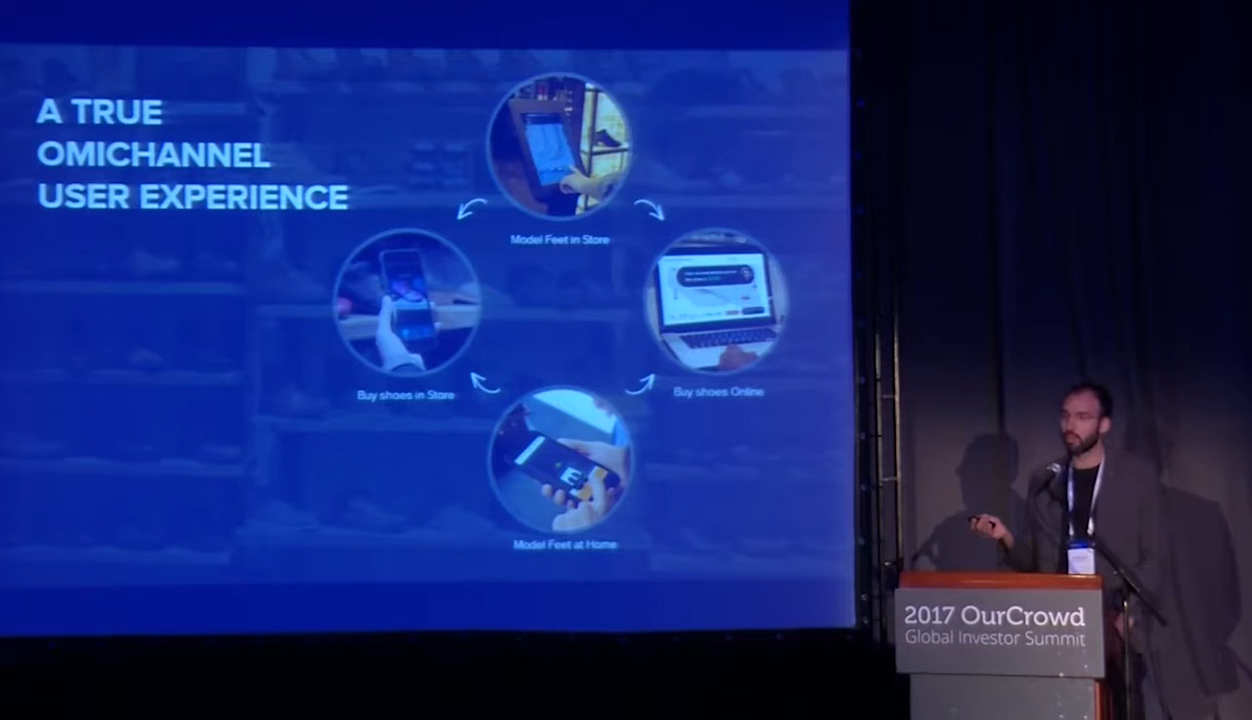 A TRUE
OMICHANNEL
USER EXPERIENCE
Model Feet in Store
Buy shoes in Store
Buy shoes Online
Model Feet at Home
2017 OurCrowd
Global Investor Summit